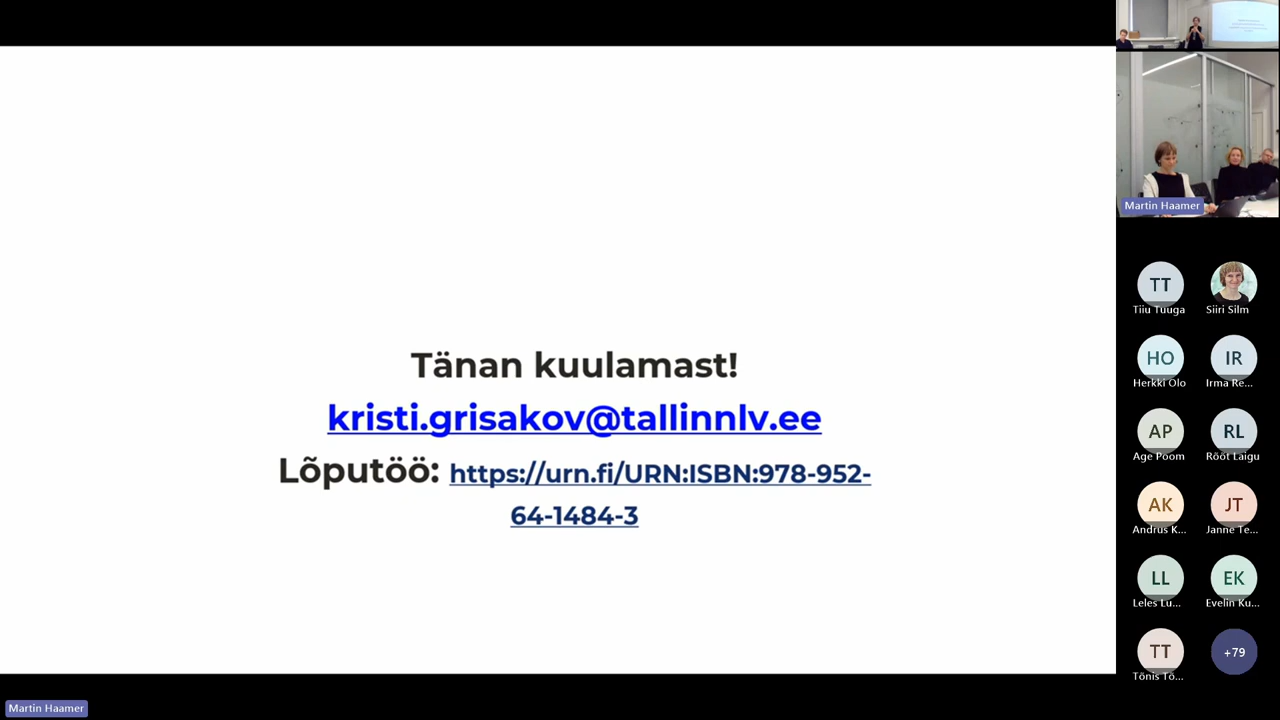 Tänan kuulamast!
kristi.grisakov@tallinnlv.ee
Lõputöö: https://urn.fi/URN:ISBN:978-952-
64-1484-3
Martin Haamer
TT
Tiiu Tuuga
Siiri Silm
HO
Herkki Olo
IR
Irma Re...
AP
Age Poom
RL
Rööt Laigu
AK
Andrus K...
JT
Janne Te...
LL
Leles Lu...
EK
Evelin Ku...
TT
Tõnis Tõ...
+79
Martin Haamer